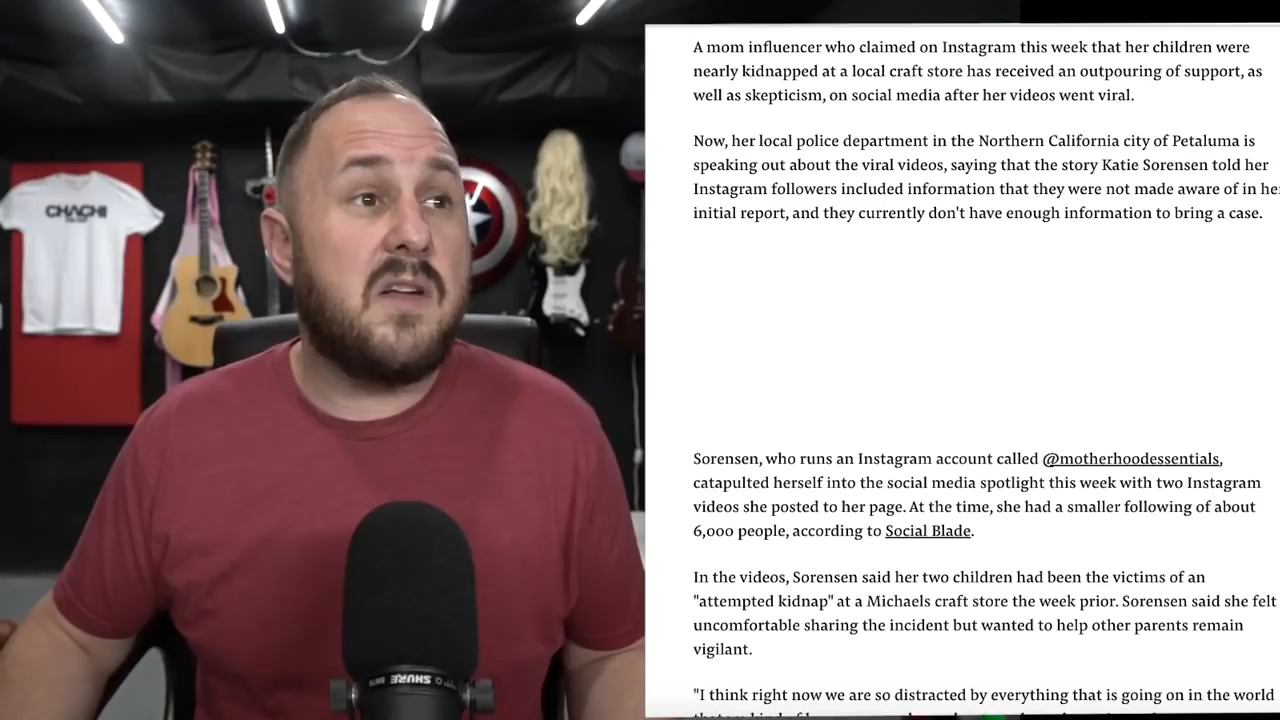 CHACHI
A mom influencer who claimed on Instagram this week that her children were
nearly kidnapped at a local craft store has received an outpouring of support, as
well as skepticism, on social media after her videos went viral.
Now, her local police department in the Northern California city of Petaluma is
speaking out about the viral videos, saying that the story Katie Sorensen told her
Instagram followers included information that they were not made aware of in he
initial report, and they currently don't have enough information to bring a case.
Sorensen, who runs an Instagram account called @motherhoodessentials,
catapulted herself into the social media spotlight this week with two Instagram
videos she posted to her page. At the time, she had a smaller following of about
6,000 people, according to Social Blade.
In the videos, Sorensen said her two children had been the victims of an
"attempted kidnap" at a Michaels craft store the week prior. Sorensen said she felt
uncomfortable sharing the incident but wanted to help other parents remain
vigilant.
"I think right now we are so distracted by everything that is going on in the world
SHURE